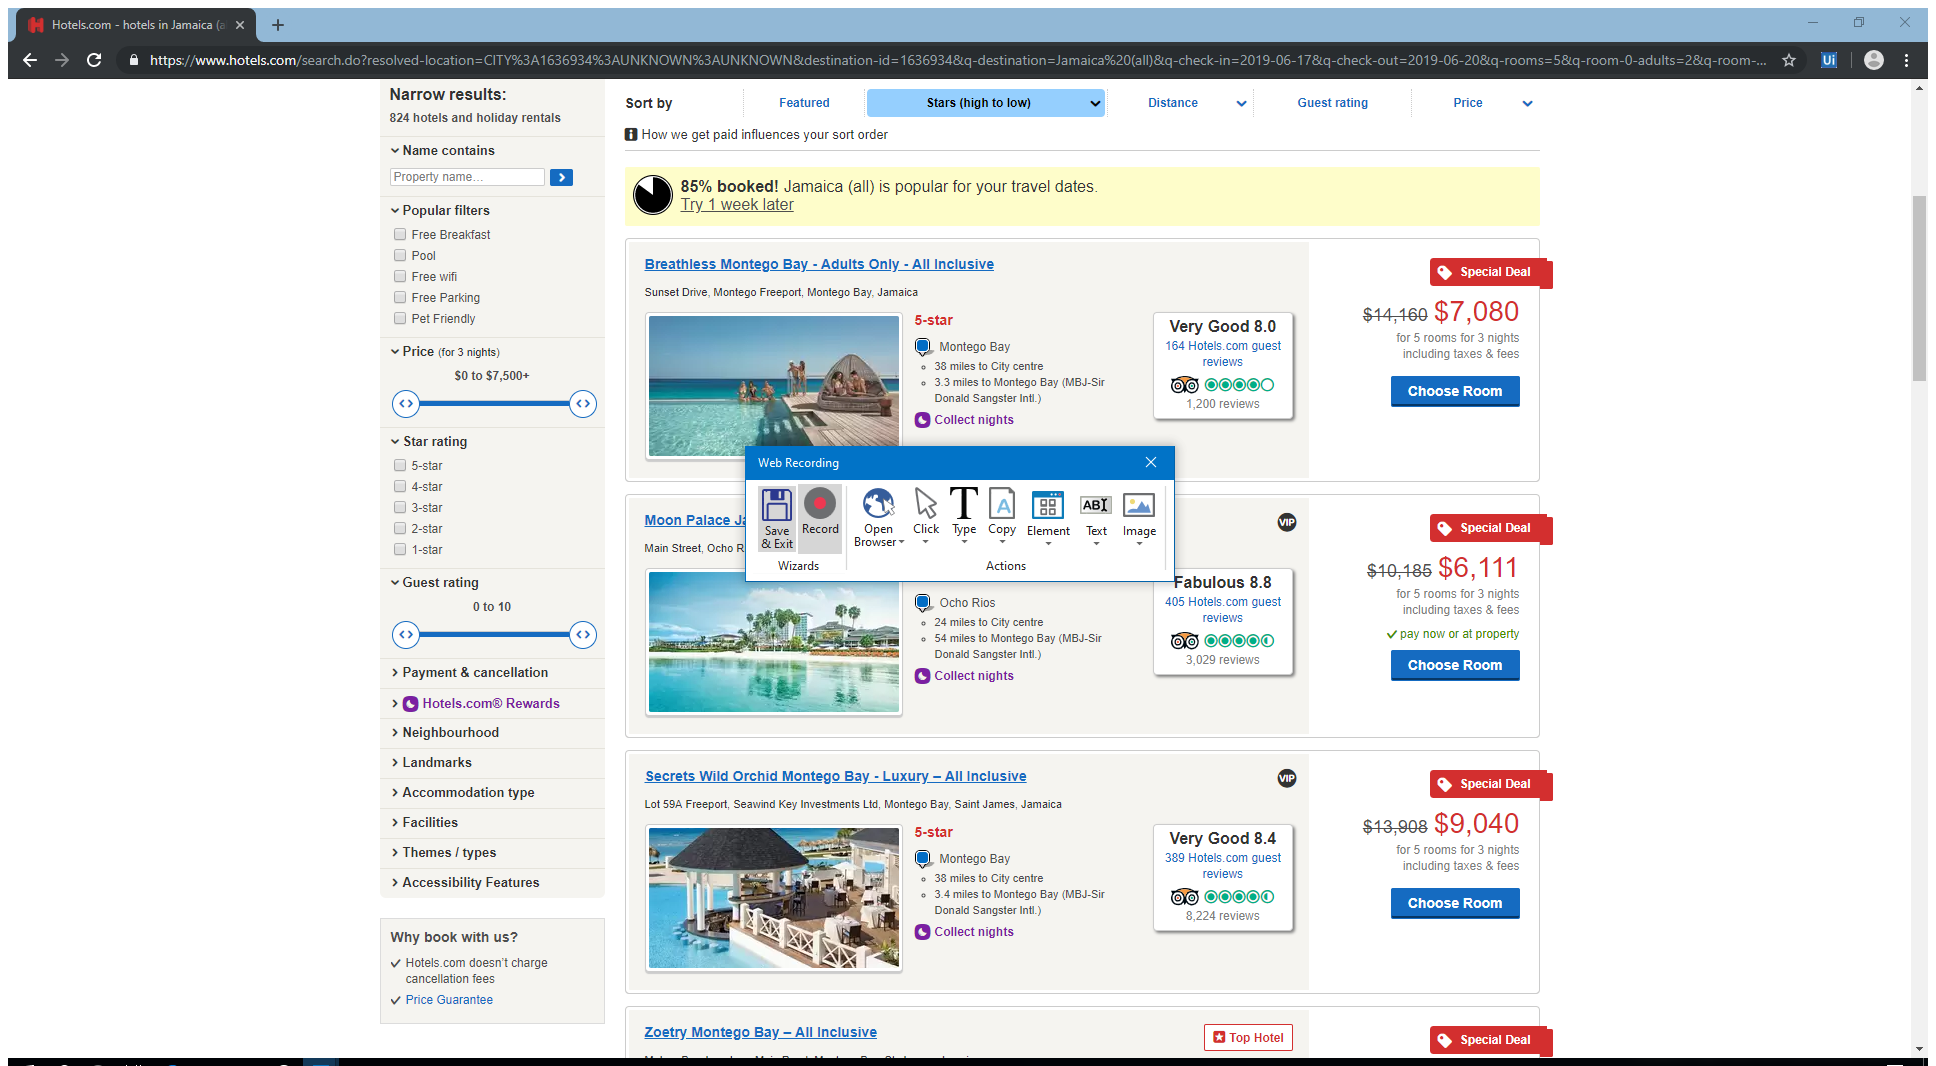 Hotels.com - hotels in Jamaica (a
https://www.hotels.com/search.do?resolved-location=CITY%3A1636934%3AUNKNOWN%3AUNKNOWN&destination-id=1636934&q-destination=Jamaica%20(all)&q-check-in=2019-06-17&q-check-out=2019-06-20&q-rooms=5&q-room-0-adults=2&q-room-...
Ui
Narrow results:
824 hotels and holiday rentals
Name contains
Property name...
Popular filters
Free Breakfast
Pool
Free wifi
Free Parking
Pet Friendly
Price (for 3 nights)
$0 to $7,500+
Star rating
5-star
4-star
3-star
2-star
1-star
Guest rating
0 to 10
Payment & cancellation
Hotels.com® Rewards
Neighbourhood
Landmarks
Accommodation type
Facilities
Themes / types
Accessibility Features
Why book with us?
Hotels.com doesn't charge
cancellation fees
Price Guarantee
Sort by Featured Stars (high to low) Distance Guest rating Price
How we get paid influences your sort order
85% booked! Jamaica (all) is popular for your travel dates.
Try 1 week later
Breathless Montego Bay - Adults Only - All Inclusive
Sunset Drive, Montego Freeport, Montego Bay, Jamaica
5-star
Montego Bay
38 miles to City centre
3.3 miles to Montego Bay (MBJ-Sir
Donald Sangster Intl.)
Collect nights
Very Good 8.0
164 Hotels.com guest
reviews
1,200 reviews
Special Deal
$14,160 $7,080
for 5 rooms for 3 nights
including taxes & fees
Choose Room
Web Recording
Save
& Exit
Record
Wizards
Open
Browser
Click
Type
Copy
Element
Text
Image
ABI
Actions
Moon Palace Ja
Main Street, Ocho R
VIP
Ocho Rios
24 miles to City centre
54 miles to Montego Bay (MBJ-Sir
Donald Sangster Intl.)
Collect nights
Fabulous 8.8
405 Hotels.com guest
reviews
3,029 reviews
Special Deal
$10,185 $6,111
for 5 rooms for 3 nights
including taxes & fees
pay now or at property
Choose Room
Secrets Wild Orchid Montego Bay - Luxury – All Inclusive
Lot 59A Freeport, Seawind Key Investments Ltd, Montego Bay, Saint James, Jamaica
VIP
5-star
Montego Bay
38 miles to City centre
3.4 miles to Montego Bay (MBJ-Sir
Donald Sangster Intl.)
Collect nights
Very Good 8.4
389 Hotels.com guest
reviews
8,224 reviews
Special Deal
$13,908 $9,040
for 5 rooms for 3 nights
including taxes & fees
Choose Room
Zoetry Montego Bay – All Inclusive
Top Hotel
Special Deal